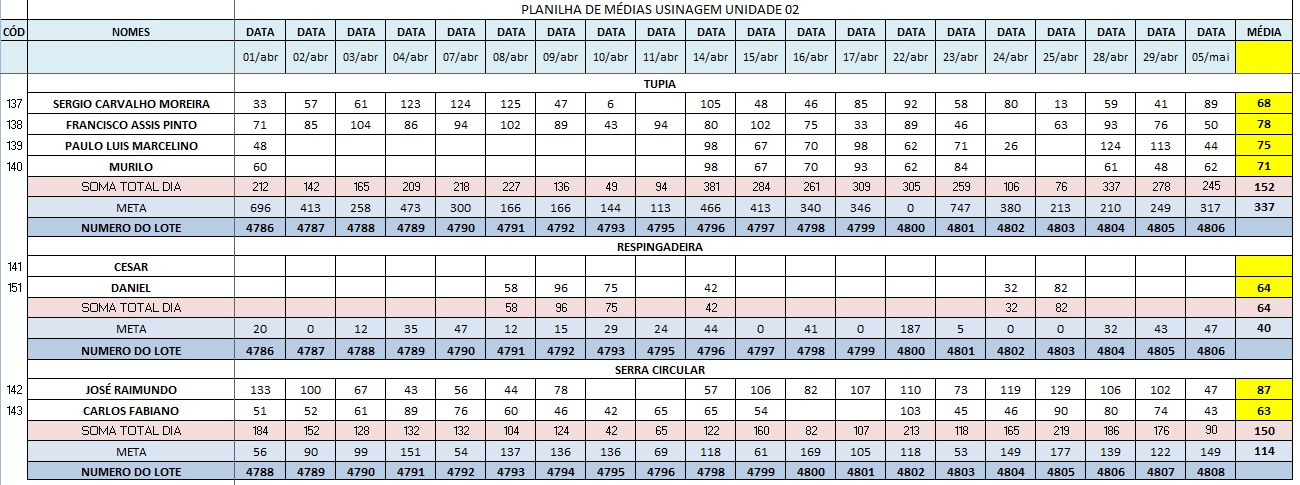 PLANILHA DE MÉDIAS USINAGEM UNIDADE 02
CÓD NOMES DATA DATA DATA DATA DATA DATA DATA DATA DATA DATA DATA DATA DATA DATA DATA DATA DATA DATA DATA DATA MÉDIA
01/abr 02/abr 03/abr 04/abr 07/abr 08/abr 09/abr 10/abr 11/abr 14/abr 15/abr 16/abr 17/abr 22/abr 23/abr 24/abr 25/abr 28/abr 29/abr 05/mai
TUPIA
137 SERGIO CARVALHO MOREIRA 33 57 61 123 124 125 47 6 105 48 46 85 92 58 80 13 59 41 89 68
138 FRANCISCO ASSIS PINTO 71 85 104 86 94 102 89 43 94 80 102 75 33 89 46 63 93 76 50 78
139 PAULO LUIS MARCELINO 48 98 67 70 98 62 71 26 124 113 44 75
140 MURILO 60 98 67 70 93 62 84 61 48 62 71
SOMA TOTAL DIA 212 142 165 209 218 227 136 49 94 381 284 261 309 305 259 106 76 337 278 245 152
META 696 413 258 473 300 166 166 144 113 466 413 340 346 0 747 380 213 210 249 317 337
NUMERO DO LOTE 4786 4787 4788 4789 4790 4791 4792 4793 4795 4796 4797 4798 4799 4800 4801 4802 4803 4804 4805 4806
RESPINGADEIRA
141 CESAR
151 DANIEL 58 96 75 42 32 82 64
SOMA TOTAL DIA 58 96 75 42 32 82 64
META 20 0 12 35 47 12 15 29 24 44 0 41 0 187 5 0 0 32 43 47 40
NUMERO DO LOTE 4786 4787 4788 4789 4790 4791 4792 4793 4795 4796 4797 4798 4799 4800 4801 4802 4803 4804 4805 4806
SERRA CIRCULAR
142 JOSÉ RAIMUNDO 133 100 67 43 56 44 78 57 106 82 107 110 73 119 129 106 102 47 87
143 CARLOS FABIANO 51 52 61 89 76 60 46 42 65 65 54 103 45 46 90 80 74 43 63
SOMA TOTAL DIA 184 152 128 132 132 104 124 42 65 122 160 82 107 213 118 165 219 186 176 90 150
META 56 90 99 151 54 137 136 136 69 118 61 169 105 118 53 149 177 139 122 149 114
NUMERO DO LOTE 4788 4789 4790 4791 4792 4793 4794 4795 4796 4798 4799 4800 4801 4802 4803 4804 4805 4806 4807 4808